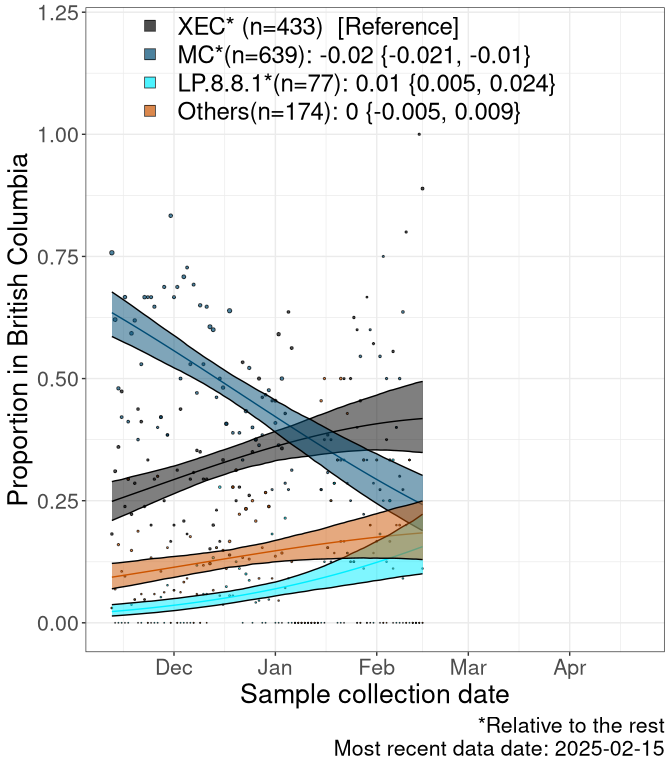 XEC* (n=433)  [Reference]
MC*(n=639): -0.02 {-0.021, -0.01}
LP.8.8.1*(n=77): 0.01 {0.005, 0.024}
Others(n=174): 0 {-0.005, 0.009}
Proportion in British Columbia
1.25
1.00
0.75
0.50
0.25
0.00
Dec Jan Feb Mar Apr
Sample collection date
*Relative to the rest
Most recent data date: 2025-02-15